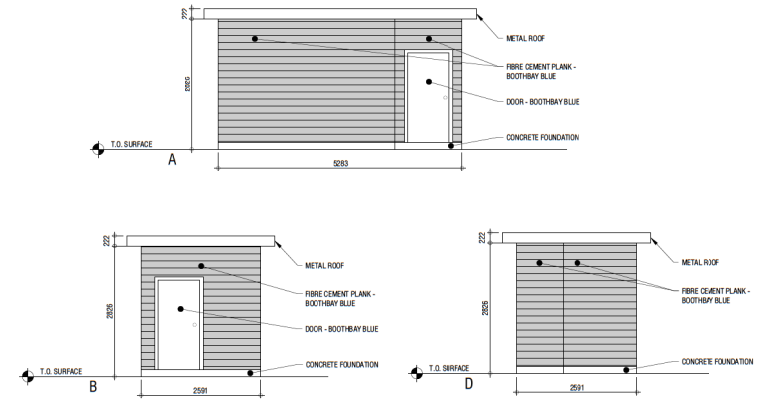 222
METAL ROOF
FIBRE CEMENT PLANK -
BOOTHBAY BLUE
2826
DOOR - BOOTHBAY BLUE
CONCRETE FOUNDATION
T.O. SURFACE
A
5283
222
METAL ROOF
FIBRE CEMENT PLANK -
BOOTHBAY BLUE
2826
DOOR - BOOTHBAY BLUE
CONCRETE FOUNDATION
T.O. SURFACE
B
2591
222
METAL ROOF
FIBRE CEMENT PLANK -
BOOTHBAY BLUE
2826
CONCRETE FOUNDATION
T.O. SURFACE
D
2591